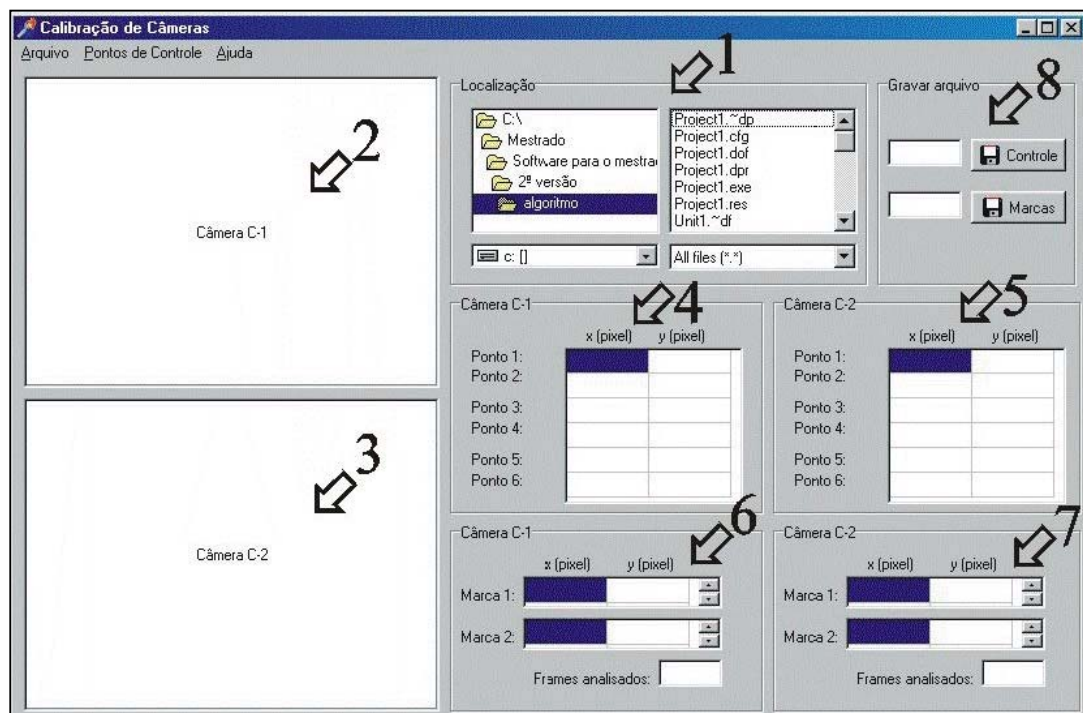 Calibração de Câmeras
Arquivo Pontos de Controle Ajuda
1
Localização
C:\
Mestrado
Software para o mestra
2ª versão
algoritmo
c: []
Project1.~dp
Project1.cfg
Project1.dof
Project1.dpr
Project1.exe
Project1.res
Unit1.~df
All files (*.*)
8
Gravar arquivo
Controle
Marcas
2
Câmera C-1
3
Câmera C-2
4
Câmera C-1
x (pixel) y (pixel)
Ponto 1:
Ponto 2:
Ponto 3:
Ponto 4:
Ponto 5:
Ponto 6:
5
Câmera C-2
x (pixel) y (pixel)
Ponto 1:
Ponto 2:
Ponto 3:
Ponto 4:
Ponto 5:
Ponto 6:
6
Câmera C-1
x (pixel) y (pixel)
Marca 1:
Marca 2:
Frames analisados:
7
Câmera C-2
x (pixel) y (pixel)
Marca 1:
Marca 2:
Frames analisados: